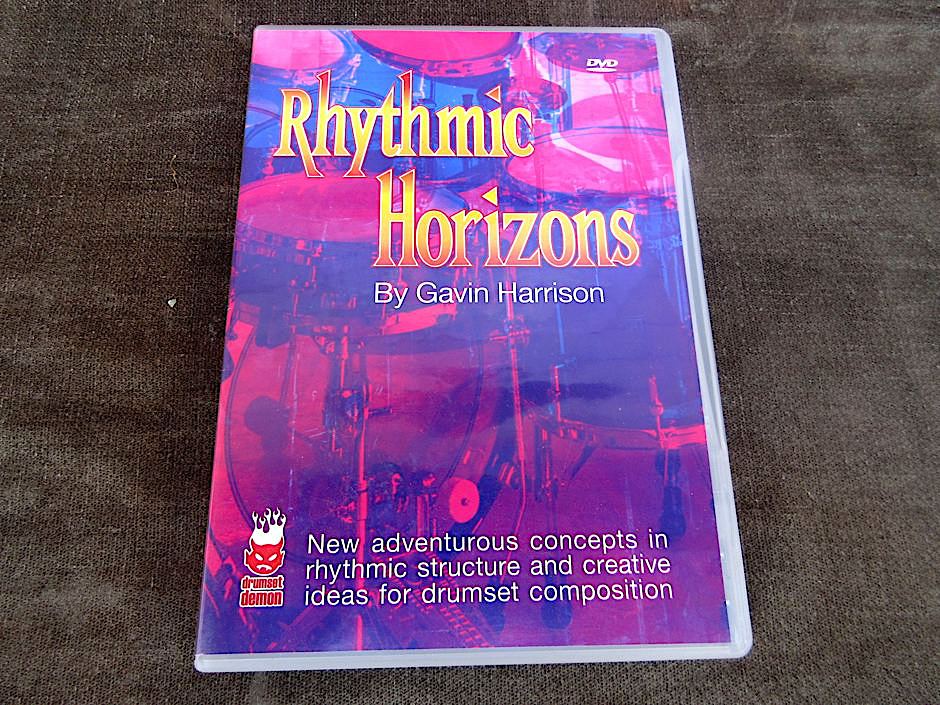 DVD
Rhythmic
Horizons
By Gavin Harrison
New adventurous concepts in
rhythmic structure and creative
ideas for drumset composition
drumset
demon